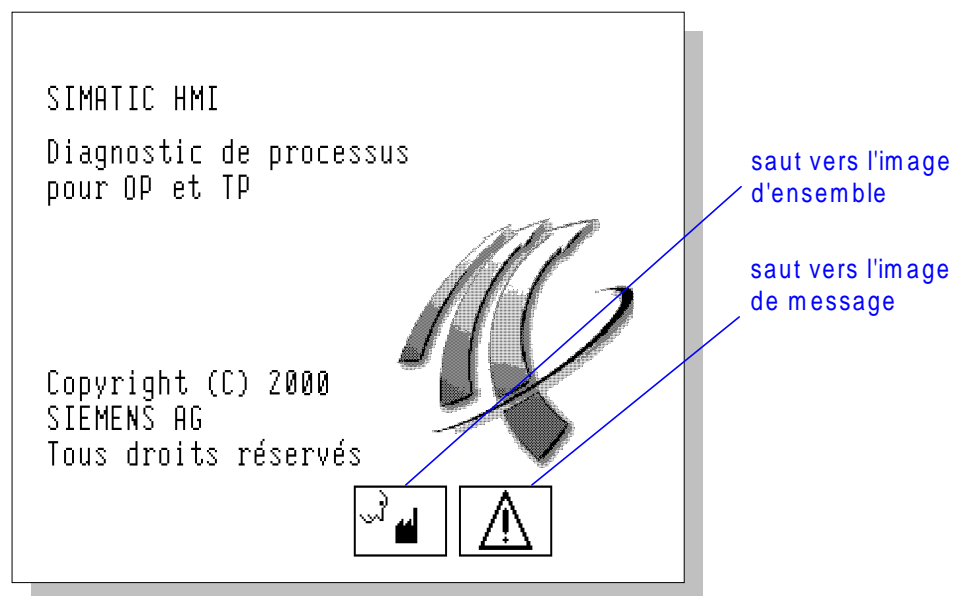 SIMATIC HMI
Diagnostic de processus
pour OP et TP
saut vers l'image
d'ensemble
saut vers l'image
de message
Copyright (C) 2000
SIEMENS AG
Tous droits réservés